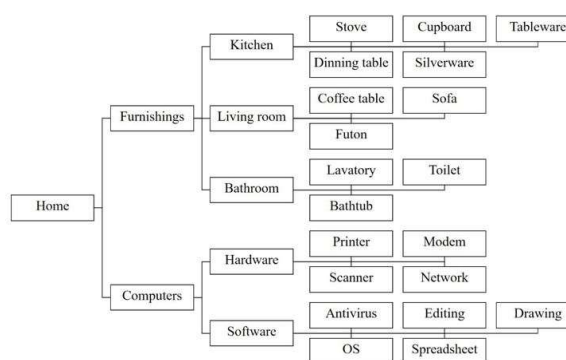 Stove
Cupboard
Tableware
Kitchen
Dinning table
Silverware
Coffee table
Sofa
Furnishings
Living room
Futon
Lavatory
Toilet
Bathroom
Bathtub
Home
Printer
Modem
Hardware
Scanner
Network
Computers
Antivirus
Editing
Drawing
Software
OS
Spreadsheet